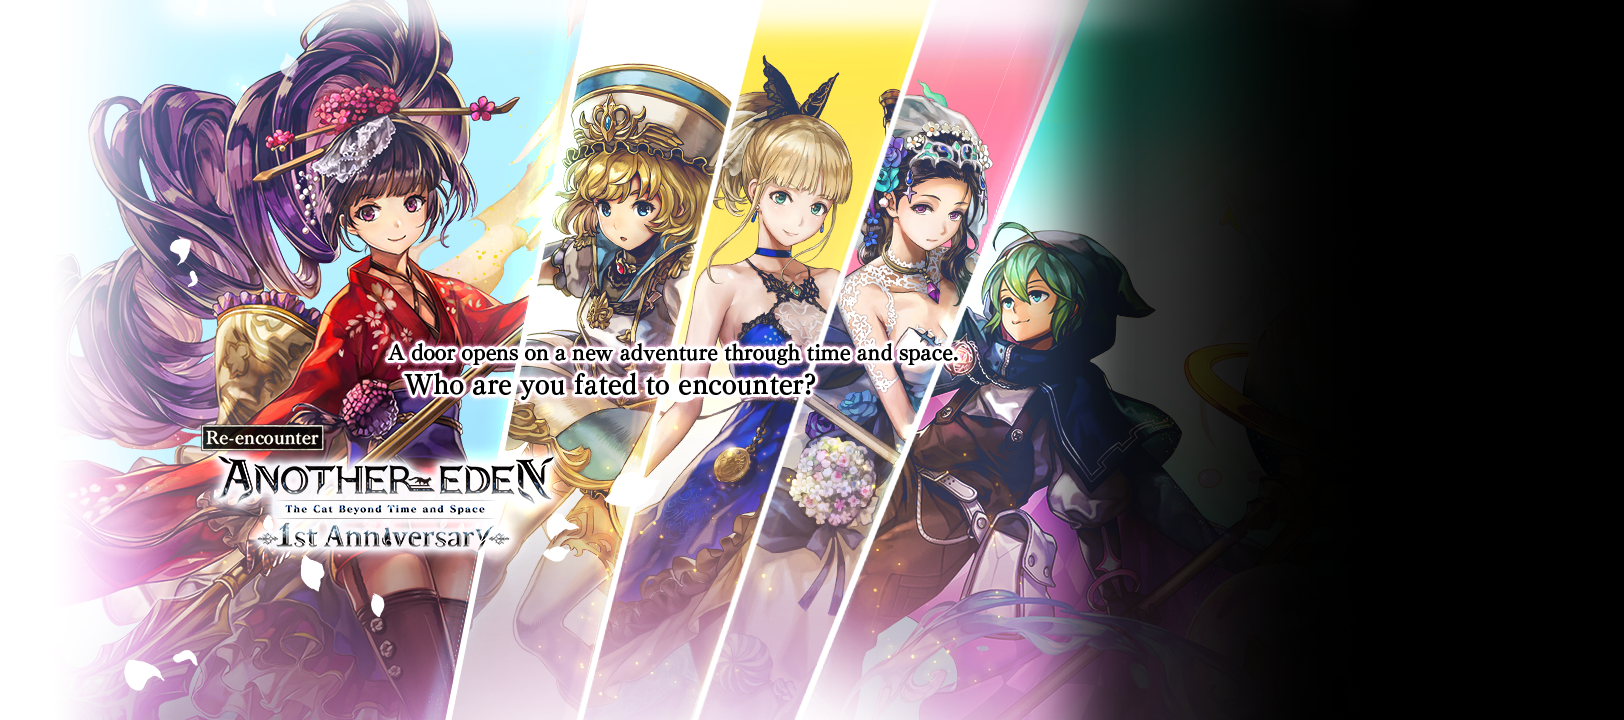 A door opens on a new adventure through time and space.
Who are you fated to encounter?
Re-encounter
ANOTHER EDEN
The Cat Beyond Time and Space
1st Anniversary